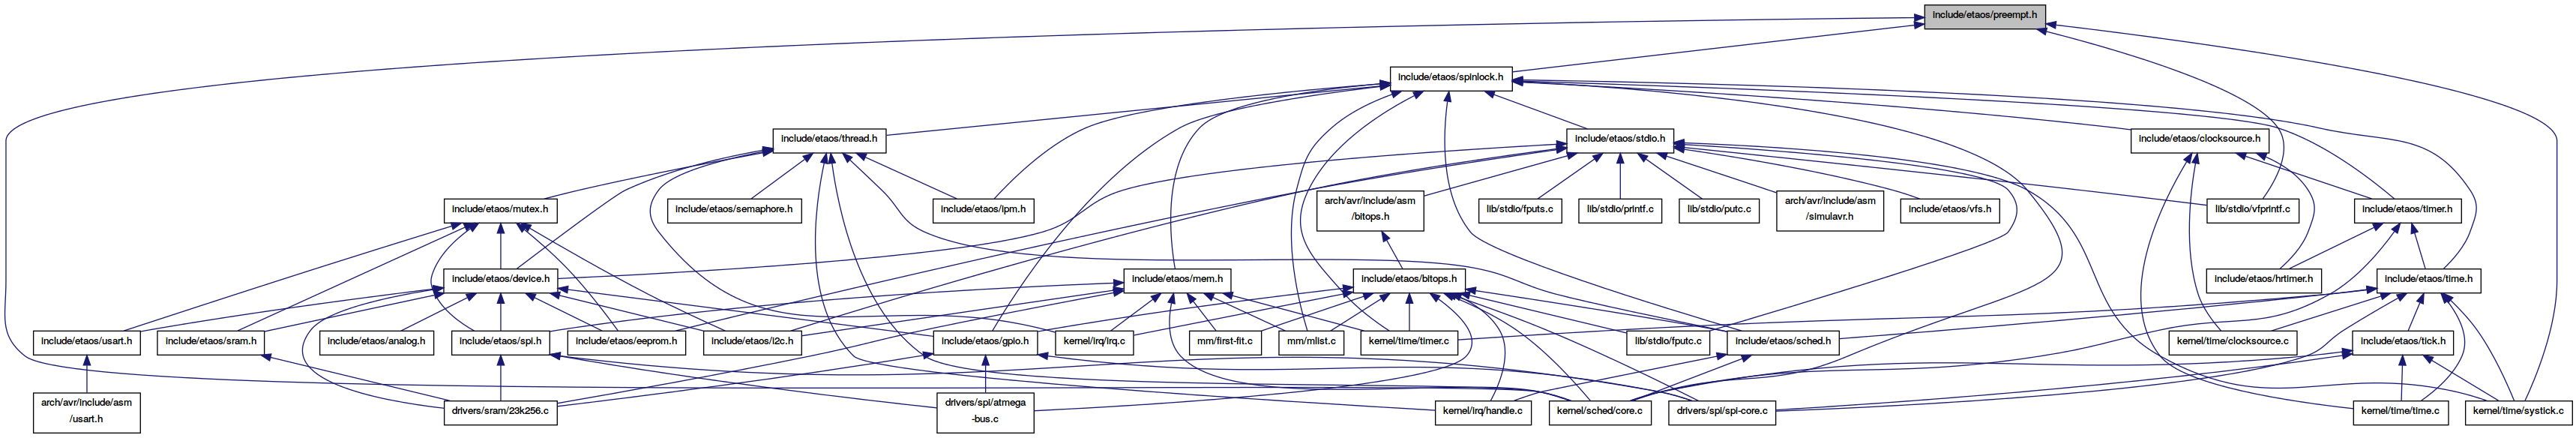 include/etaos/preempt.h
include/etaos/spinlock.h
include/etaos/thread.h
include/etaos/stdio.h
include/etaos/clocksource.h
include/etaos/mutex.h
include/etaos/semaphore.h
include/etaos/ipm.h
arch/avr/include/asm
/bitops.h
lib/stdio/fputs.c
lib/stdio/printf.c
lib/stdio/putc.c
arch/avr/include/asm
/simulavr.h
include/etaos/vfs.h
lib/stdio/vfprintf.c
include/etaos/timer.h
include/etaos/device.h
include/etaos/mem.h
include/etaos/bitops.h
include/etaos/hrtimer.h
include/etaos/time.h
include/etaos/usart.h
include/etaos/sram.h
include/etaos/analog.h
include/etaos/spi.h
include/etaos/eeprom.h
include/etaos/i2c.h
include/etaos/gpio.h
kernel/irq/irq.c
mm/first-fit.c
mm/mlist.c
kernel/time/timer.c
lib/stdio/fputc.c
include/etaos/sched.h
kernel/time/clocksource.c
include/etaos/tick.h
arch/avr/include/asm
/usart.h
drivers/sram/23k256.c
drivers/spi/atmega
-bus.c
kernel/irq/handle.c
kernel/sched/core.c
drivers/spi/spi-core.c
kernel/time/time.c
kernel/time/systick.c